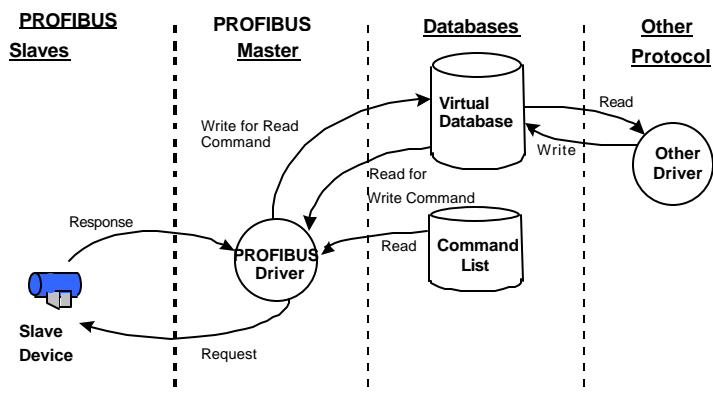 PROFIBUS
Slaves
PROFIBUS
Master
Databases
Other
Protocol
Virtual
Database
Read
Write
Other
Driver
Write for Read
Command
Read for
Write Command
Response
PROFIBUS
Driver
Read
Command
List
Slave
Device
Request